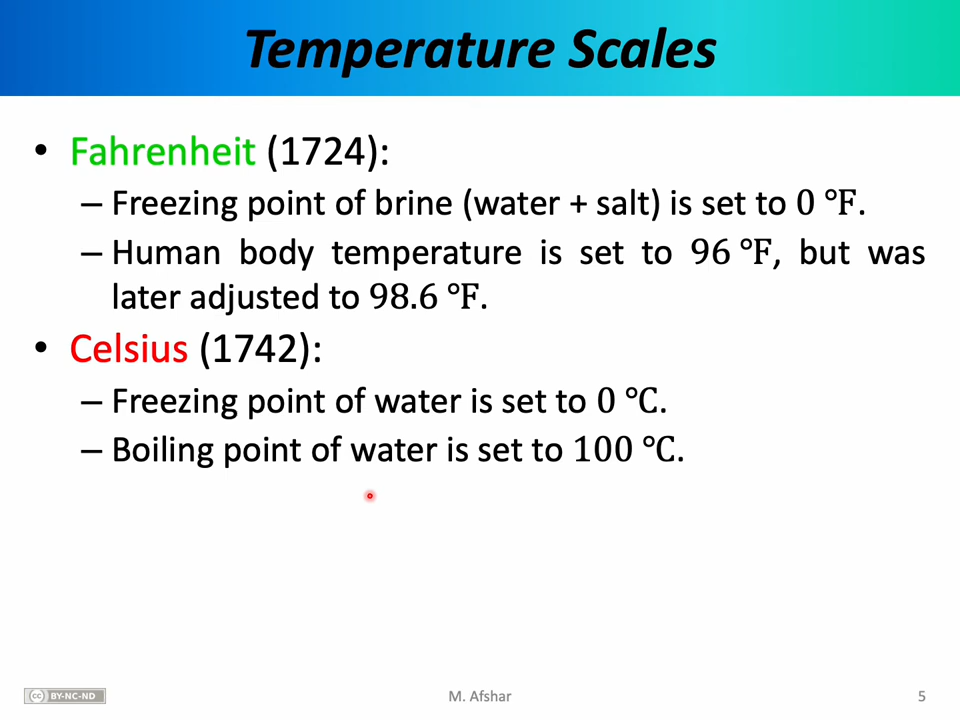 Temperature Scales
• Fahrenheit (1724):
– Freezing point of brine (water + salt) is set to 0 °F.
– Human body temperature is set to 96 °F, but was
later adjusted to 98.6 °F.
• Celsius (1742):
– Freezing point of water is set to 0 °C.
– Boiling point of water is set to 100 °C.
cc BY-NC-ND
M. Afshar
5